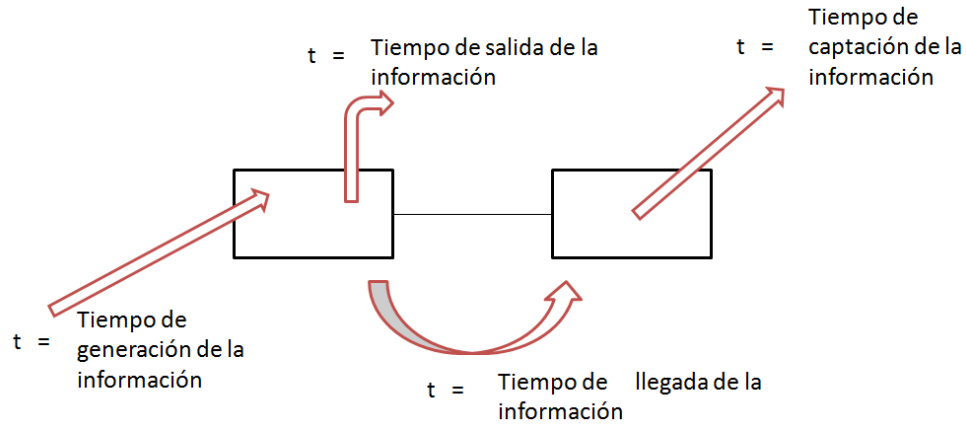 t = Tiempo de salida de la
información
t = Tiempo de
captación de la
información
t = Tiempo de
generación de la
información
t = Tiempo de llegada de la
información